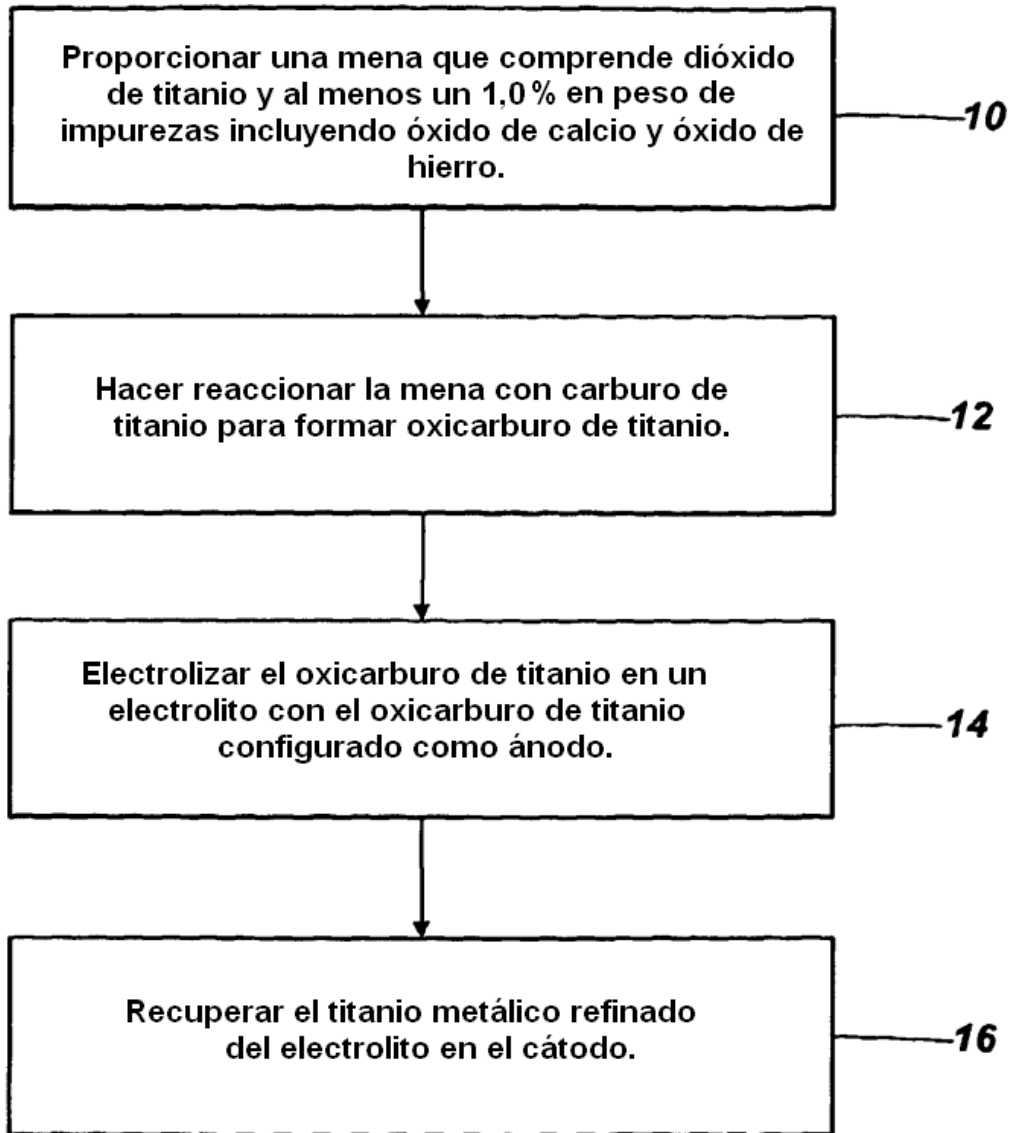 Proporcionar una mena que comprende dióxido
de titanio y al menos un 1,0% en peso de
impurezas incluyendo óxido de calcio y óxido de
hierro.
10
Hacer reaccionar la mena con carburo de
titanio para formar oxicarburo de titanio.
12
Electrolizar el oxicarburo de titanio en un
electrolito con el oxicarburo de titanio
configurado como ánodo.
14
Recuperar el titanio metálico refinado
del electrolito en el cátodo.
16